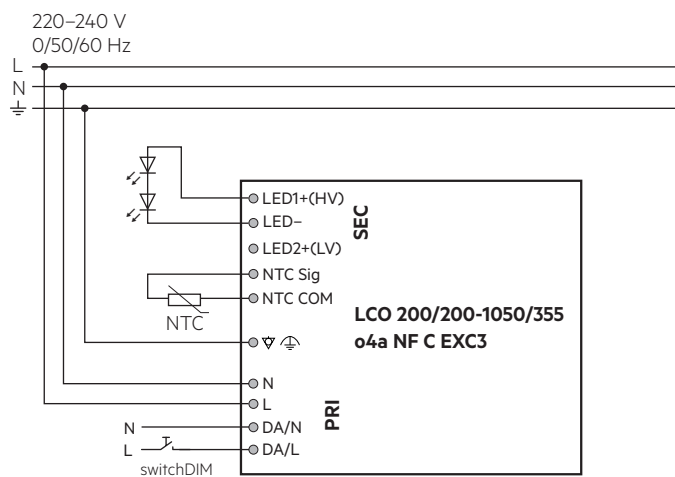 220–240 V
0/50/60 Hz
L
N
LED1+(HV)
LED–
LED2+(LV)
SEC
NTC Sig
NTC COM
NTC
LCO 200/200-1050/355
o4a NF C EXC3
N
L
PRI
N
DA/N
L
DA/L
switchDIM